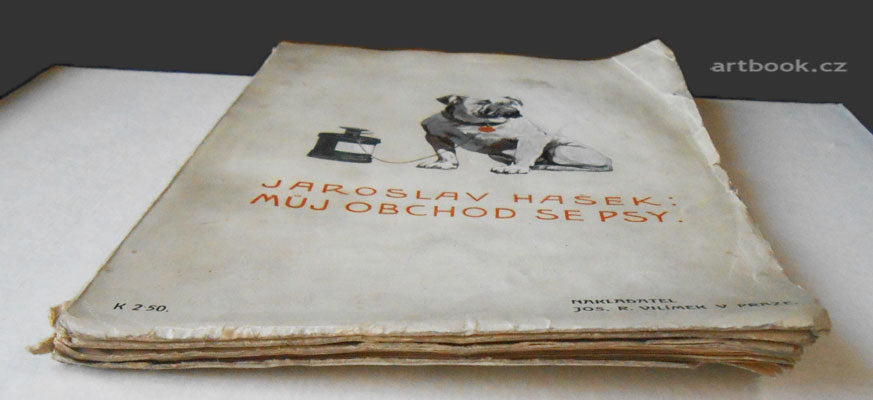 artbook.cz
JAROSLAV HAŠEK:
MŮJ OBCHOD SE PSY.
K 2·50.
NAKLADATEL
JOS. R. VILÍMEK V PRAZE.